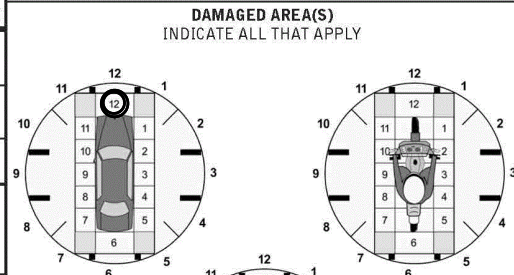 DAMAGED AREA(S)
INDICATE ALL THAT APPLY
12 12
11 1 11 1
12 12
10 11 1 2 10 11 1 2
10 2 10 2
9 9 3 3 9 9 3 3
8 4 8 4
8 7 5 4 8 7 5 4
6 6
7 5 7 5
6 12 6
11 1